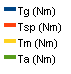 Tg (Nm)
Tsp (Nm)
Tm (Nm)
Ta (Nm)